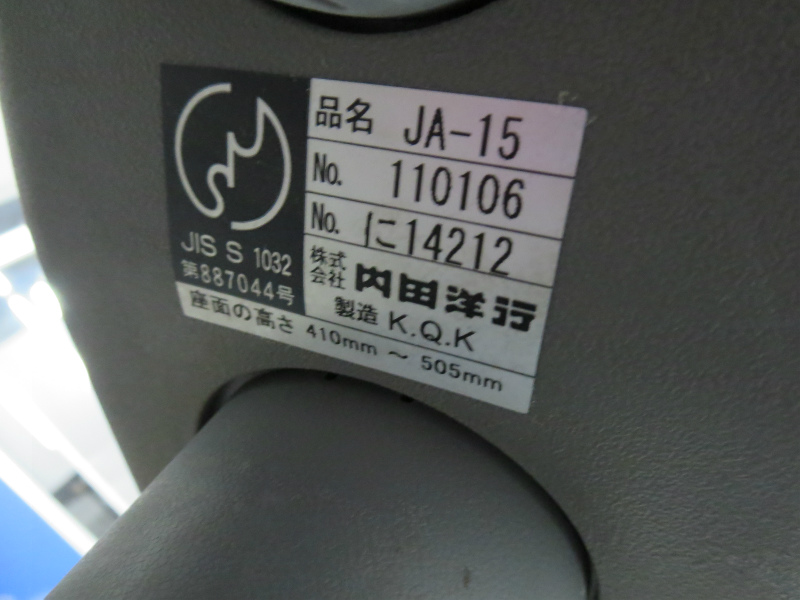 品名 JA-15
No. 110106
No. に14212
JIS S 1032
第887044号
株式会社 内田洋行
製造 K.Q.K
座面の高さ 410mm ～ 505mm